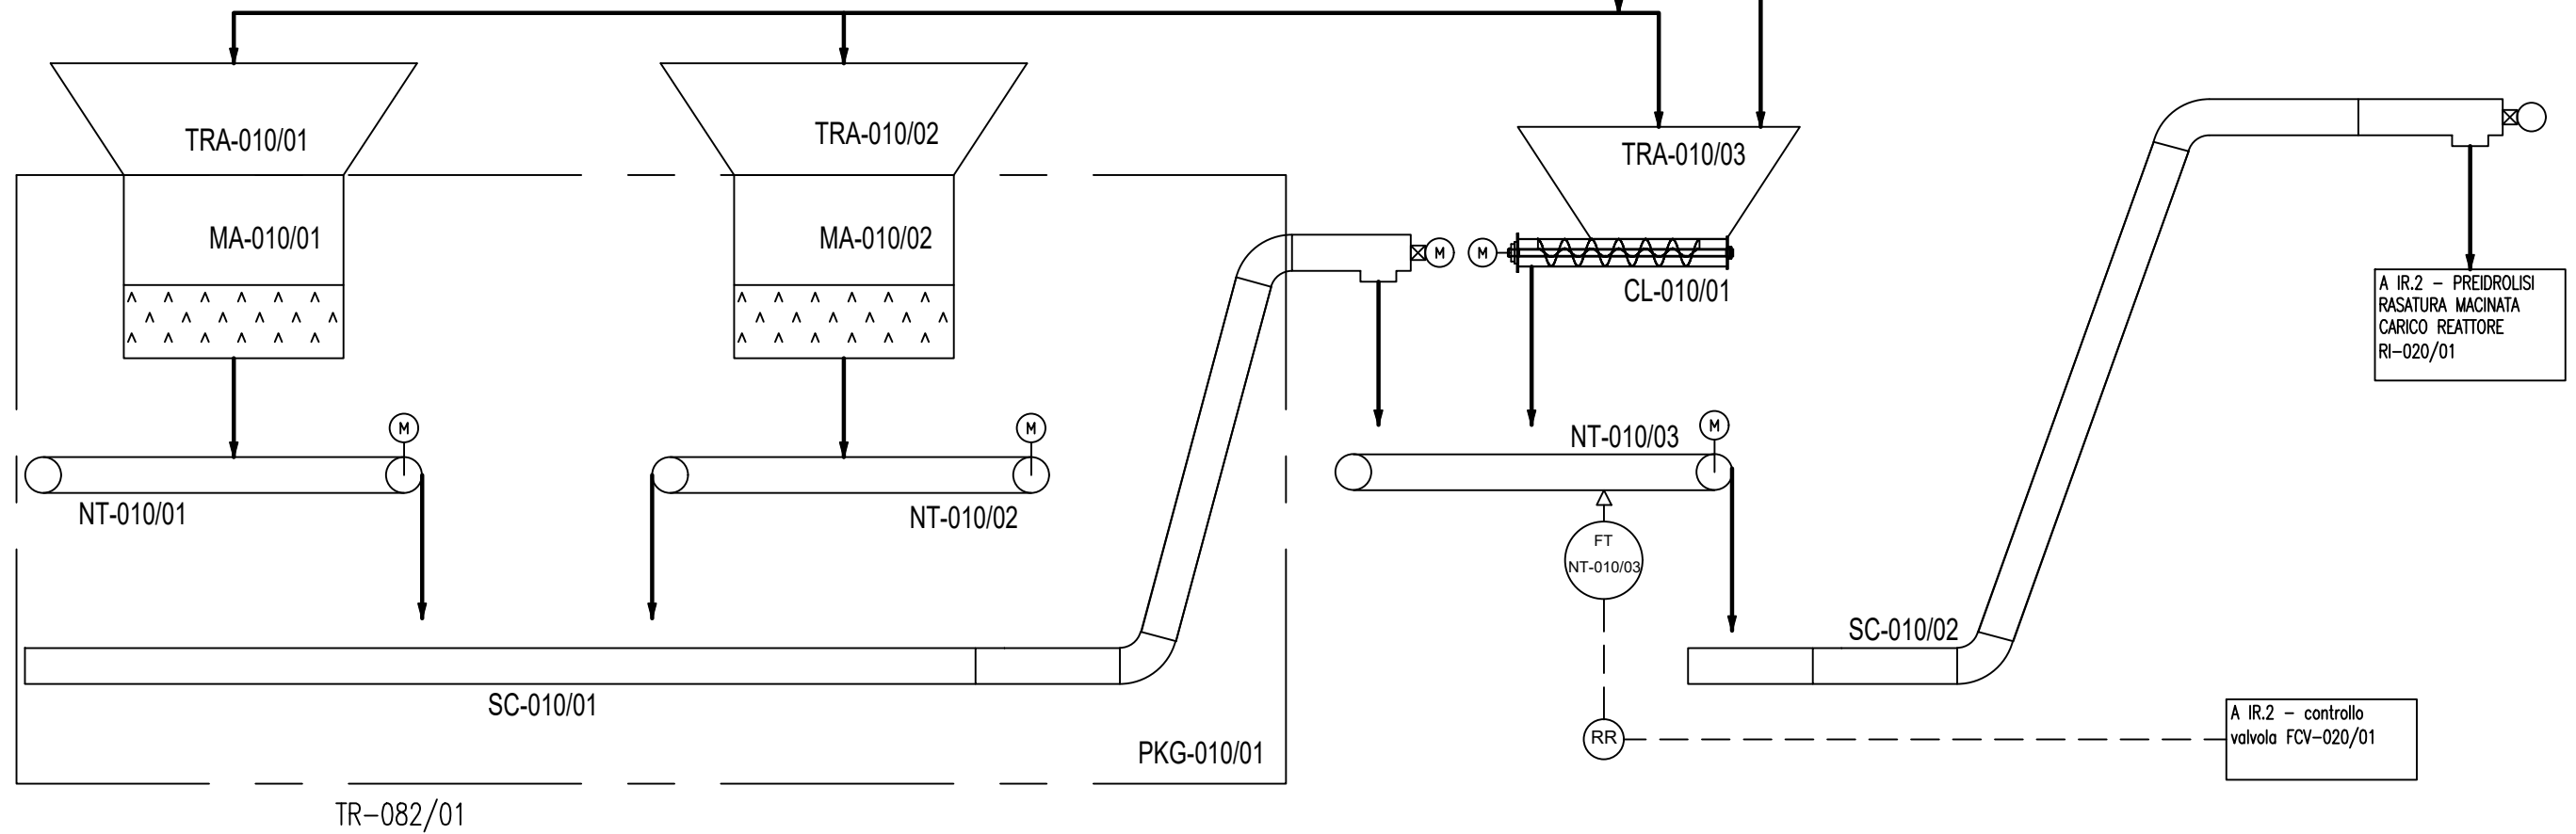 TRA-010/01
TRA-010/02
TRA-010/03
MA-010/01
MA-010/02
M
M
CL-010/01
A IR.2 - PREIDROLISI
RASATURA MACINATA
CARICO REATTORE
RI-020/01
M
M
M
NT-010/03
NT-010/01
NT-010/02
FT
NT-010/03
SC-010/02
SC-010/01
A IR.2 - controllo
valvola FCV-020/01
RR
PKG-010/01
TR-082/01